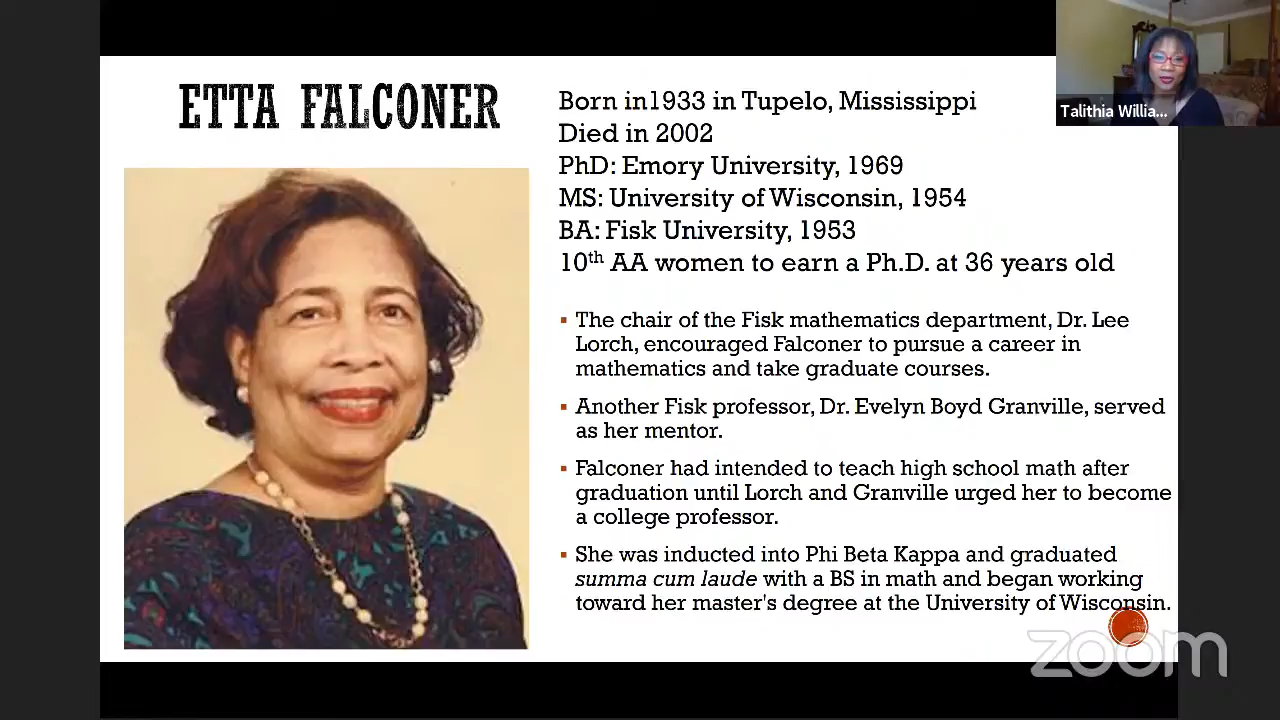 ETTA FALCONER
Born in1933 in Tupelo, Mississippi
Died in 2002
PhD: Emory University, 1969
MS: University of Wisconsin, 1954
BA: Fisk University, 1953
10th AA women to earn a Ph.D. at 36 years old
▪ The chair of the Fisk mathematics department, Dr. Lee
Lorch, encouraged Falconer to pursue a career in
mathematics and take graduate courses.
▪ Another Fisk professor, Dr. Evelyn Boyd Granville, served
as her mentor.
▪ Falconer had intended to teach high school math after
graduation until Lorch and Granville urged her to become
a college professor.
▪ She was inducted into Phi Beta Kappa and graduated
summa cum laude with a BS in math and began working
toward her master's degree at the University of Wisconsin.
Talithia Willia...
zoom